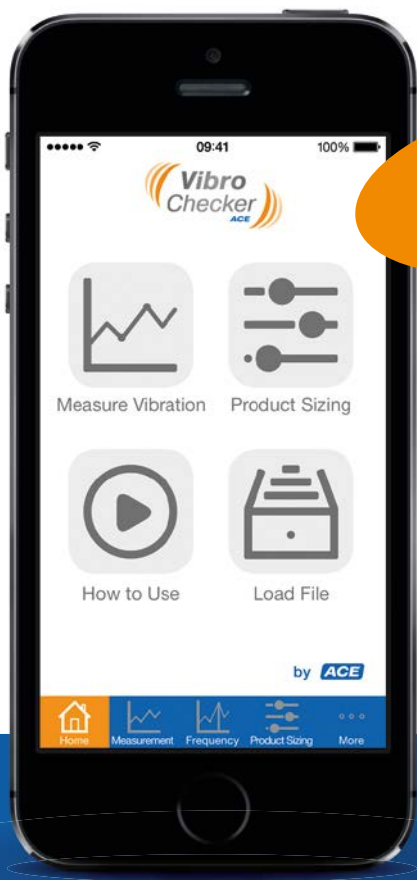 09:41
100%
Vibro
Checker
ACE
Measure Vibration
Product Sizing
How to Use
Load File
by ACE
Home
Measurement
Frequency
Product Sizing
More